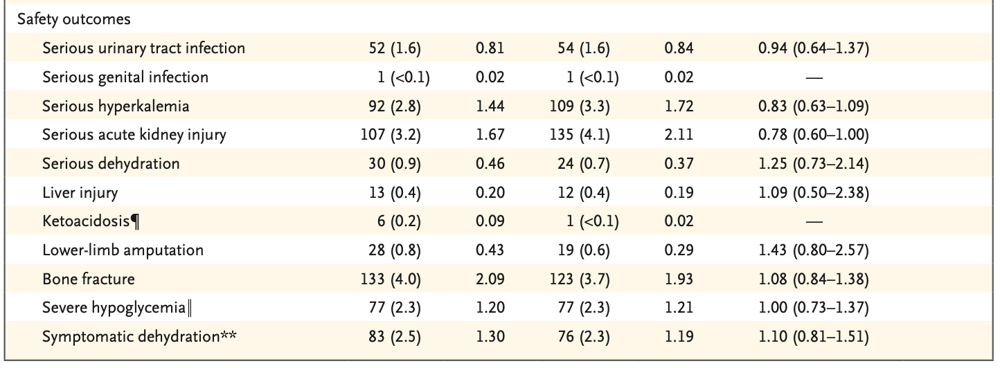 Safety outcomes
Serious urinary tract infection 52 (1.6) 0.81 54 (1.6) 0.84 0.94 (0.64–1.37)
Serious genital infection 1 (<0.1) 0.02 1 (<0.1) 0.02 —
Serious hyperkalemia 92 (2.8) 1.44 109 (3.3) 1.72 0.83 (0.63–1.09)
Serious acute kidney injury 107 (3.2) 1.67 135 (4.1) 2.11 0.78 (0.60–1.00)
Serious dehydration 30 (0.9) 0.46 24 (0.7) 0.37 1.25 (0.73–2.14)
Liver injury 13 (0.4) 0.20 12 (0.4) 0.19 1.09 (0.50–2.38)
Ketoacidosis¶ 6 (0.2) 0.09 1 (<0.1) 0.02 —
Lower-limb amputation 28 (0.8) 0.43 19 (0.6) 0.29 1.43 (0.80–2.57)
Bone fracture 133 (4.0) 2.09 123 (3.7) 1.93 1.08 (0.84–1.38)
Severe hypoglycemia‖ 77 (2.3) 1.20 77 (2.3) 1.21 1.00 (0.73–1.37)
Symptomatic dehydration** 83 (2.5) 1.30 76 (2.3) 1.19 1.10 (0.81–1.51)